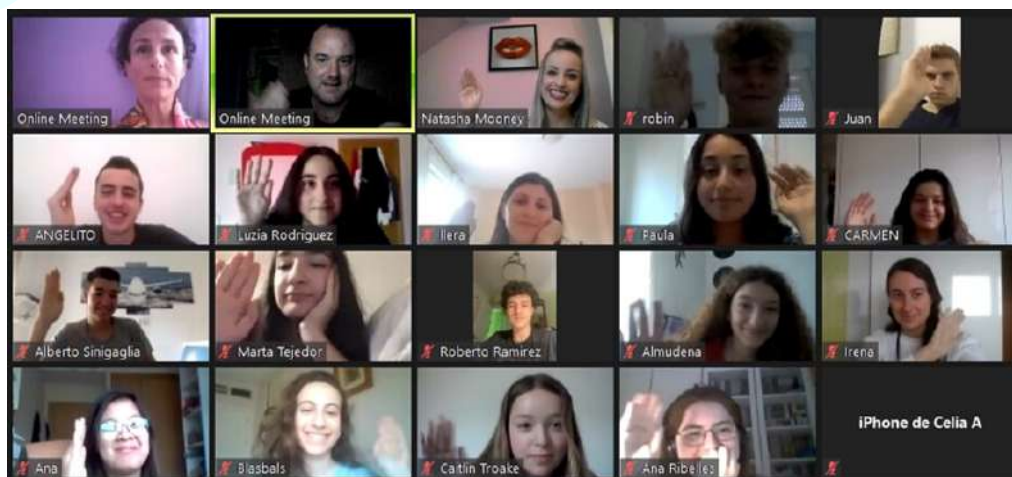 Online Meeting
Online Meeting
Natasha Mooney
robin
Juan
ANGELITO
Luzia Rodriguez
llera
Paula
CARMEN
Alberto Sinigaglia
Marta Tejedor
Roberto Ramirez
Almudena
Irena
Ana
Blasbals
Caitlin Troake
Ana Ribelles
iPhone de Celia A